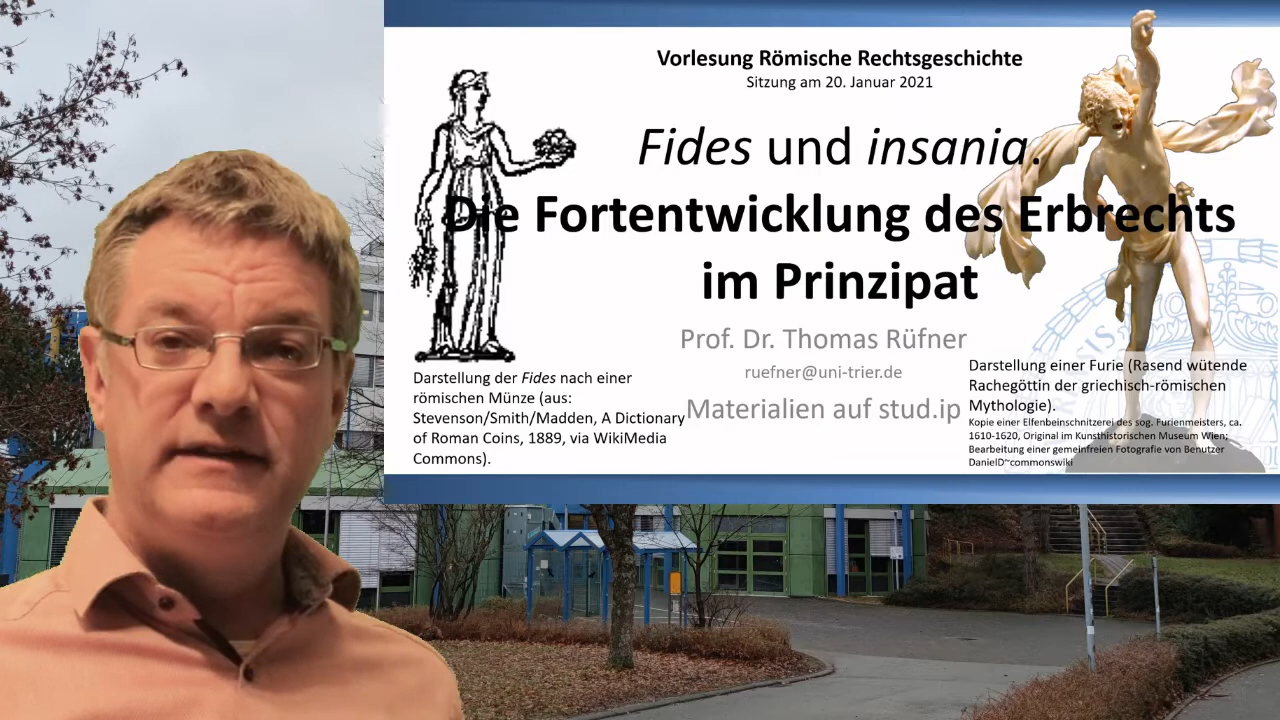 Vorlesung Römische Rechtsgeschichte
Sitzung am 20. Januar 2021
Fides und insania.
Die Fortentwicklung des Erbrechts
im Prinzipat
Prof. Dr. Thomas Rüfner
ruefner@uni-trier.de
Materialien auf stud.ip
Darstellung der Fides nach einer
römischen Münze (aus:
Stevenson/Smith/Madden, A Dictionary
of Roman Coins, 1889, via WikiMedia
Commons).
Darstellung einer Furie (Rasend wütende
Rachegöttin der griechisch-römischen
Mythologie).
Kopie einer Elfenbeinschnitzerei des sog. Furienmeisters, ca.
1610-1620, Original im Kunsthistorischen Museum Wien;
Bearbeitung einer gemeinfreien Fotografie von Benutzer
DanielD~commonswiki